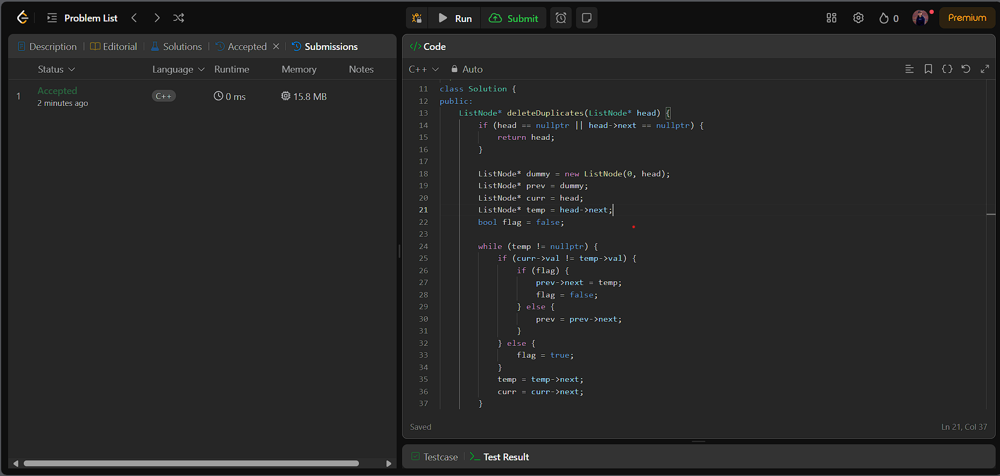 Problem List
Run
Submit
0
Premium
Description
Editorial
Solutions
Accepted
Submissions
Status
Language
Runtime
Memory
Notes
1
Accepted
2 minutes ago
C++
0 ms
15.8 MB
</> Code
C++
Auto
11 class Solution {
12 public:
13 ListNode* deleteDuplicates(ListNode* head) {
14 if (head == nullptr || head->next == nullptr) {
15 return head;
16 }
17
18 ListNode* dummy = new ListNode(0, head);
19 ListNode* prev = dummy;
20 ListNode* curr = head;
21 ListNode* temp = head->next;
22 bool flag = false;
23
24 while (temp != nullptr) {
25 if (curr->val != temp->val) {
26 if (flag) {
27 prev->next = temp;
28 flag = false;
29 } else {
30 prev = prev->next;
31 }
32 } else {
33 flag = true;
34 }
35 temp = temp->next;
36 curr = curr->next;
37 }
Saved
Ln 21, Col 37
Testcase
Test Result